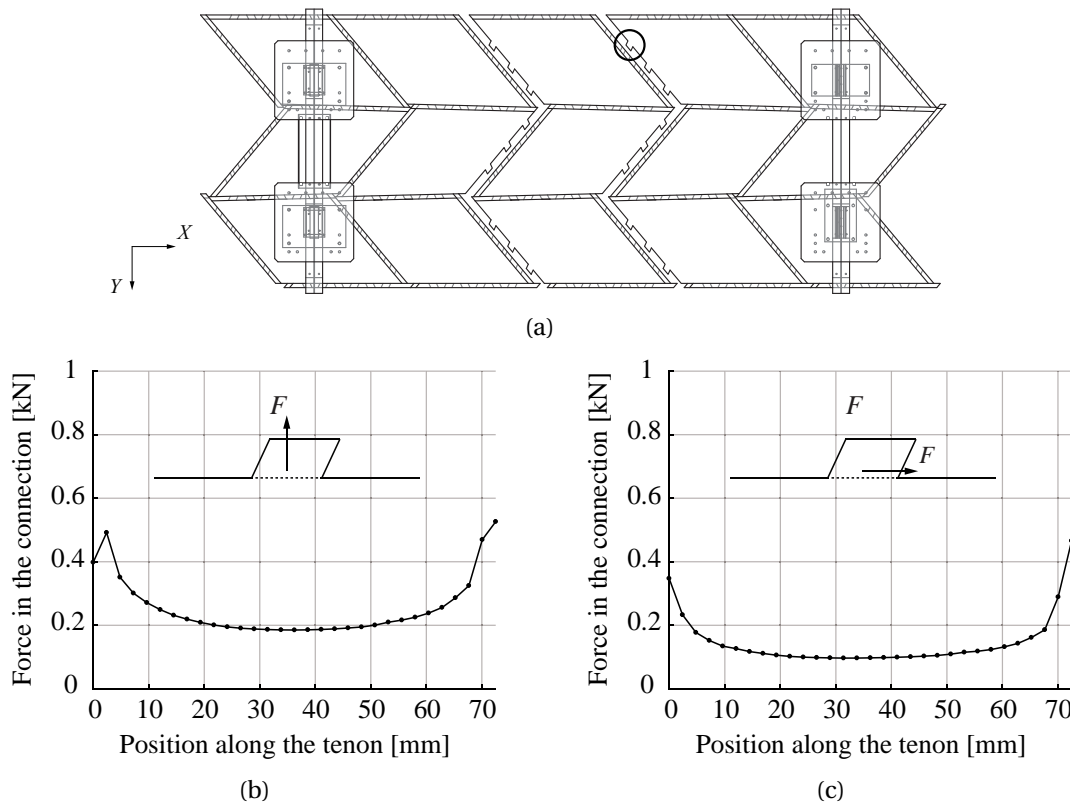 X
Y
(a)
Force in the connection [kN]
1
0.8
0.6
0.4
0.2
0
F
0 10 20 30 40 50 60 70
Position along the tenon [mm]
(b)
Force in the connection [kN]
1
0.8
0.6
0.4
0.2
0
F
F
0 10 20 30 40 50 60 70
Position along the tenon [mm]
(c)